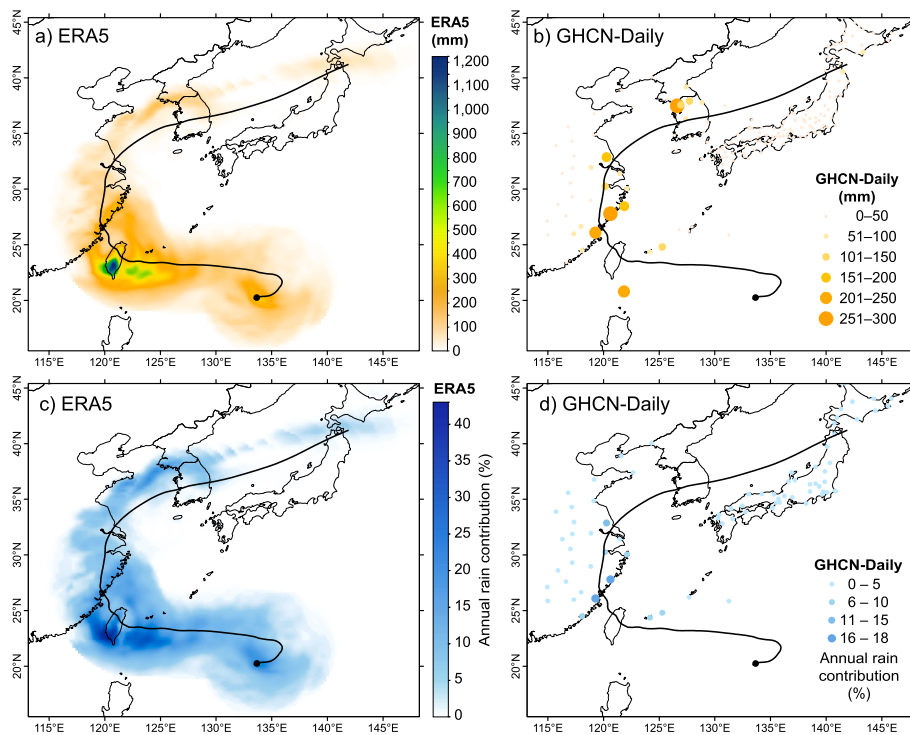 a) ERA5
45°N
40°N
35°N
30°N
25°N
20°N
115°E 120°E 125°E 130°E 135°E 140°E 145°E
ERA5
(mm)
1,200
1,100
1,000
900
800
700
600
500
400
300
200
100
0
b) GHCN-Daily
45°N
40°N
35°N
30°N
25°N
20°N
GHCN-Daily
(mm)
0–50
51–100
101–150
151–200
201–250
251–300
115°E 120°E 125°E 130°E 135°E 140°E 145°E
c) ERA5
45°N
40°N
35°N
30°N
25°N
20°N
115°E 120°E 125°E 130°E 135°E 140°E 145°E
ERA5
40
35
30
25
20
15
10
5
0
Annual rain contribution (%)
d) GHCN-Daily
45°N
40°N
35°N
30°N
25°N
20°N
GHCN-Daily
0 – 5
6 – 10
11 – 15
16 – 18
Annual rain
contribution
(%)
115°E 120°E 125°E 130°E 135°E 140°E 145°E